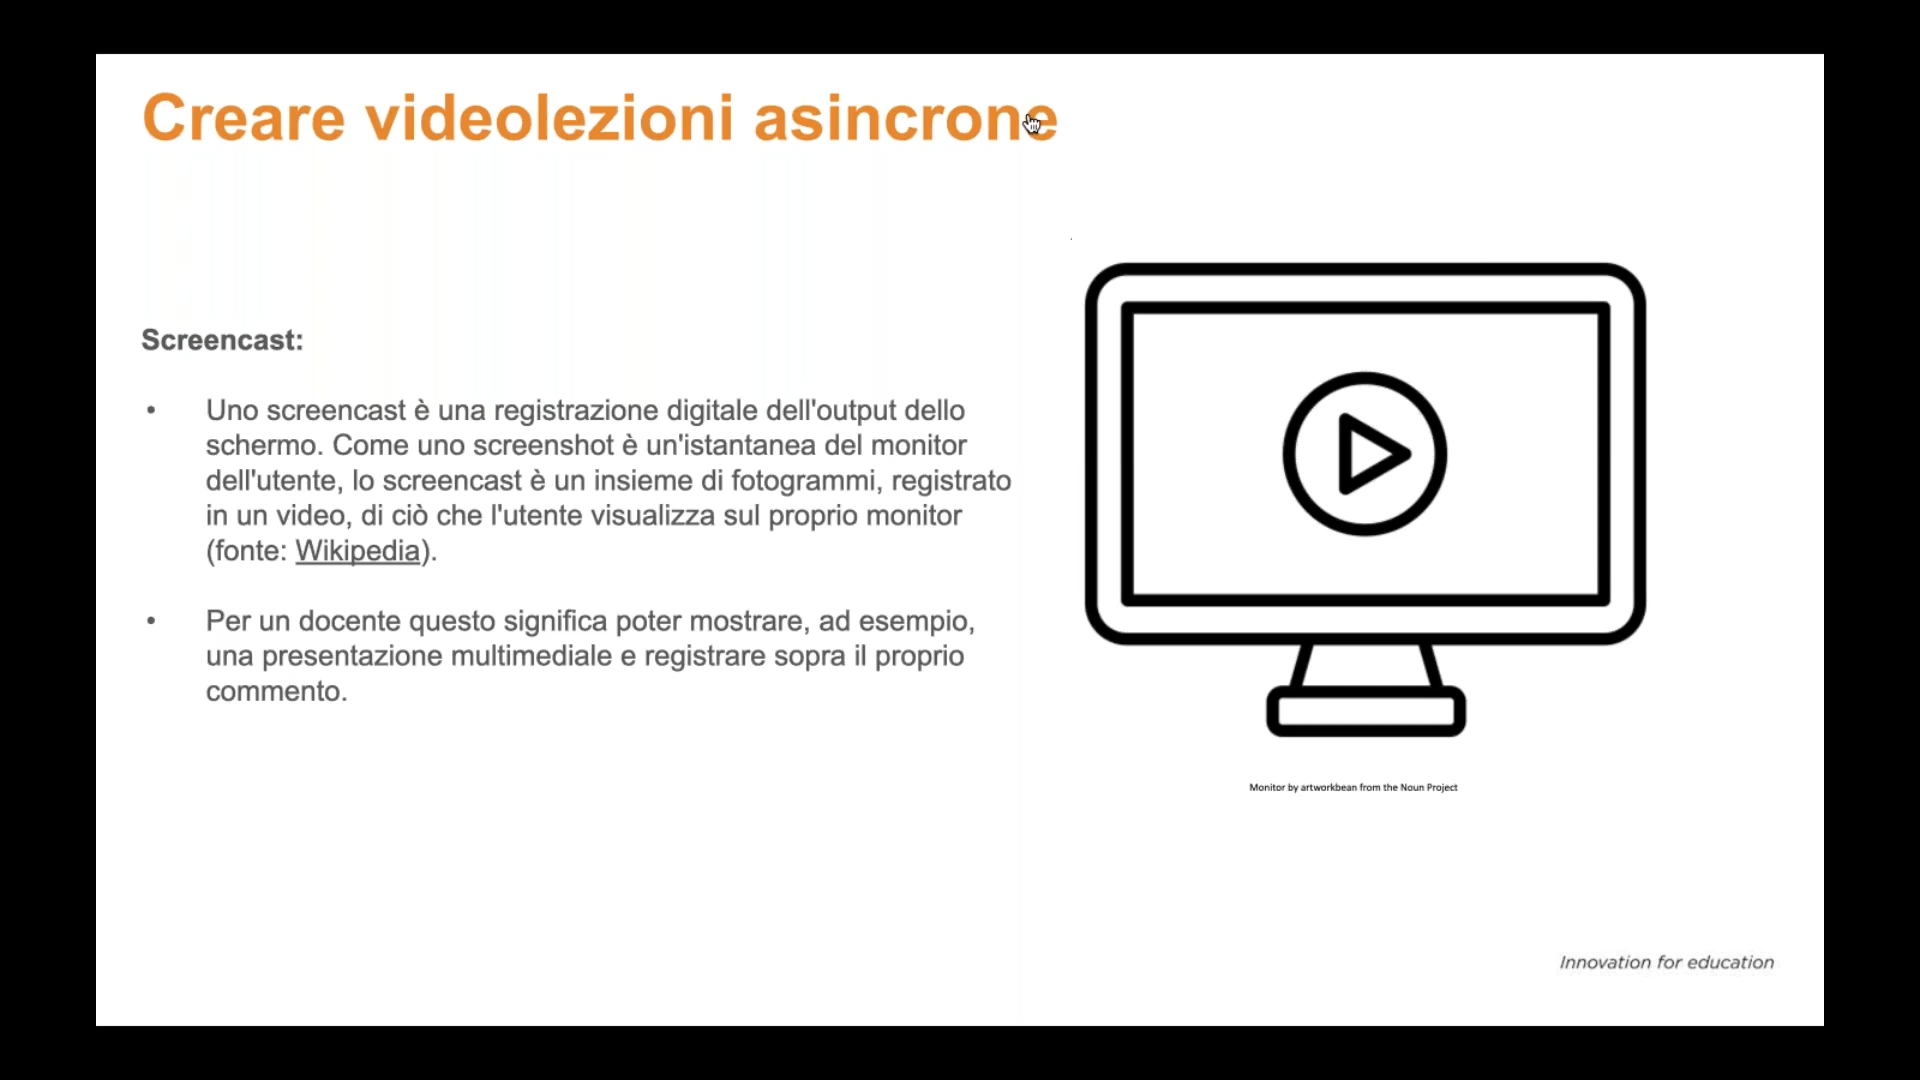 Creare videolezioni asincrone
Screencast:
• Uno screencast è una registrazione digitale dell'output dello
schermo. Come uno screenshot è un'istantanea del monitor
dell'utente, lo screencast è un insieme di fotogrammi, registrato
in un video, di ciò che l'utente visualizza sul proprio monitor
(fonte: Wikipedia).
• Per un docente questo significa poter mostrare, ad esempio,
una presentazione multimediale e registrare sopra il proprio
commento.
Monitor by artworkbean from the Noun Project
Innovation for education